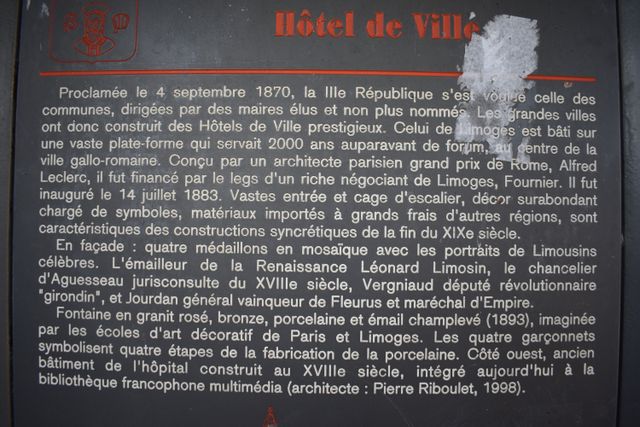 Hôtel de Ville
Proclamée le 4 septembre 1870, la IIIe République s'est voulue celle des
communes, dirigées par des maires élus et non plus nommés. Les grandes villes
ont donc construit des Hôtels de Ville prestigieux. Celui de Limoges est bâti sur
une vaste plate-forme qui servait 2000 ans auparavant de forum, au centre de la
ville gallo-romaine. Conçu par un architecte parisien grand prix de Rome, Alfred
Leclerc, il fut financé par le legs d'un riche négociant de Limoges, Fournier. Il fut
inauguré le 14 juillet 1883. Vastes entrée et cage d'escalier, décor surabondant
chargé de symboles, matériaux importés à grands frais d'autres régions, sont
caractéristiques des constructions syncrétiques de la fin du XIXe siècle.
En façade : quatre médaillons en mosaïque avec les portraits de Limousins
célèbres. L'émailleur de la Renaissance Léonard Limosin, le chancelier
d'Aguesseau jurisconsulte du XVIIIe siècle, Vergniaud député révolutionnaire
"girondin", et Jourdan général vainqueur de Fleurus et maréchal d'Empire.
Fontaine en granit rosé, bronze, porcelaine et émail champlevé (1893), imaginée
par les écoles d'art décoratif de Paris et Limoges. Les quatre garçonnets
symbolisent quatre étapes de la fabrication de la porcelaine. Côté ouest, ancien
bâtiment de l'hôpital construit au XVIIIe siècle, intégré aujourd'hui à la
bibliothèque francophone multimédia (architecte : Pierre Riboulet, 1998).